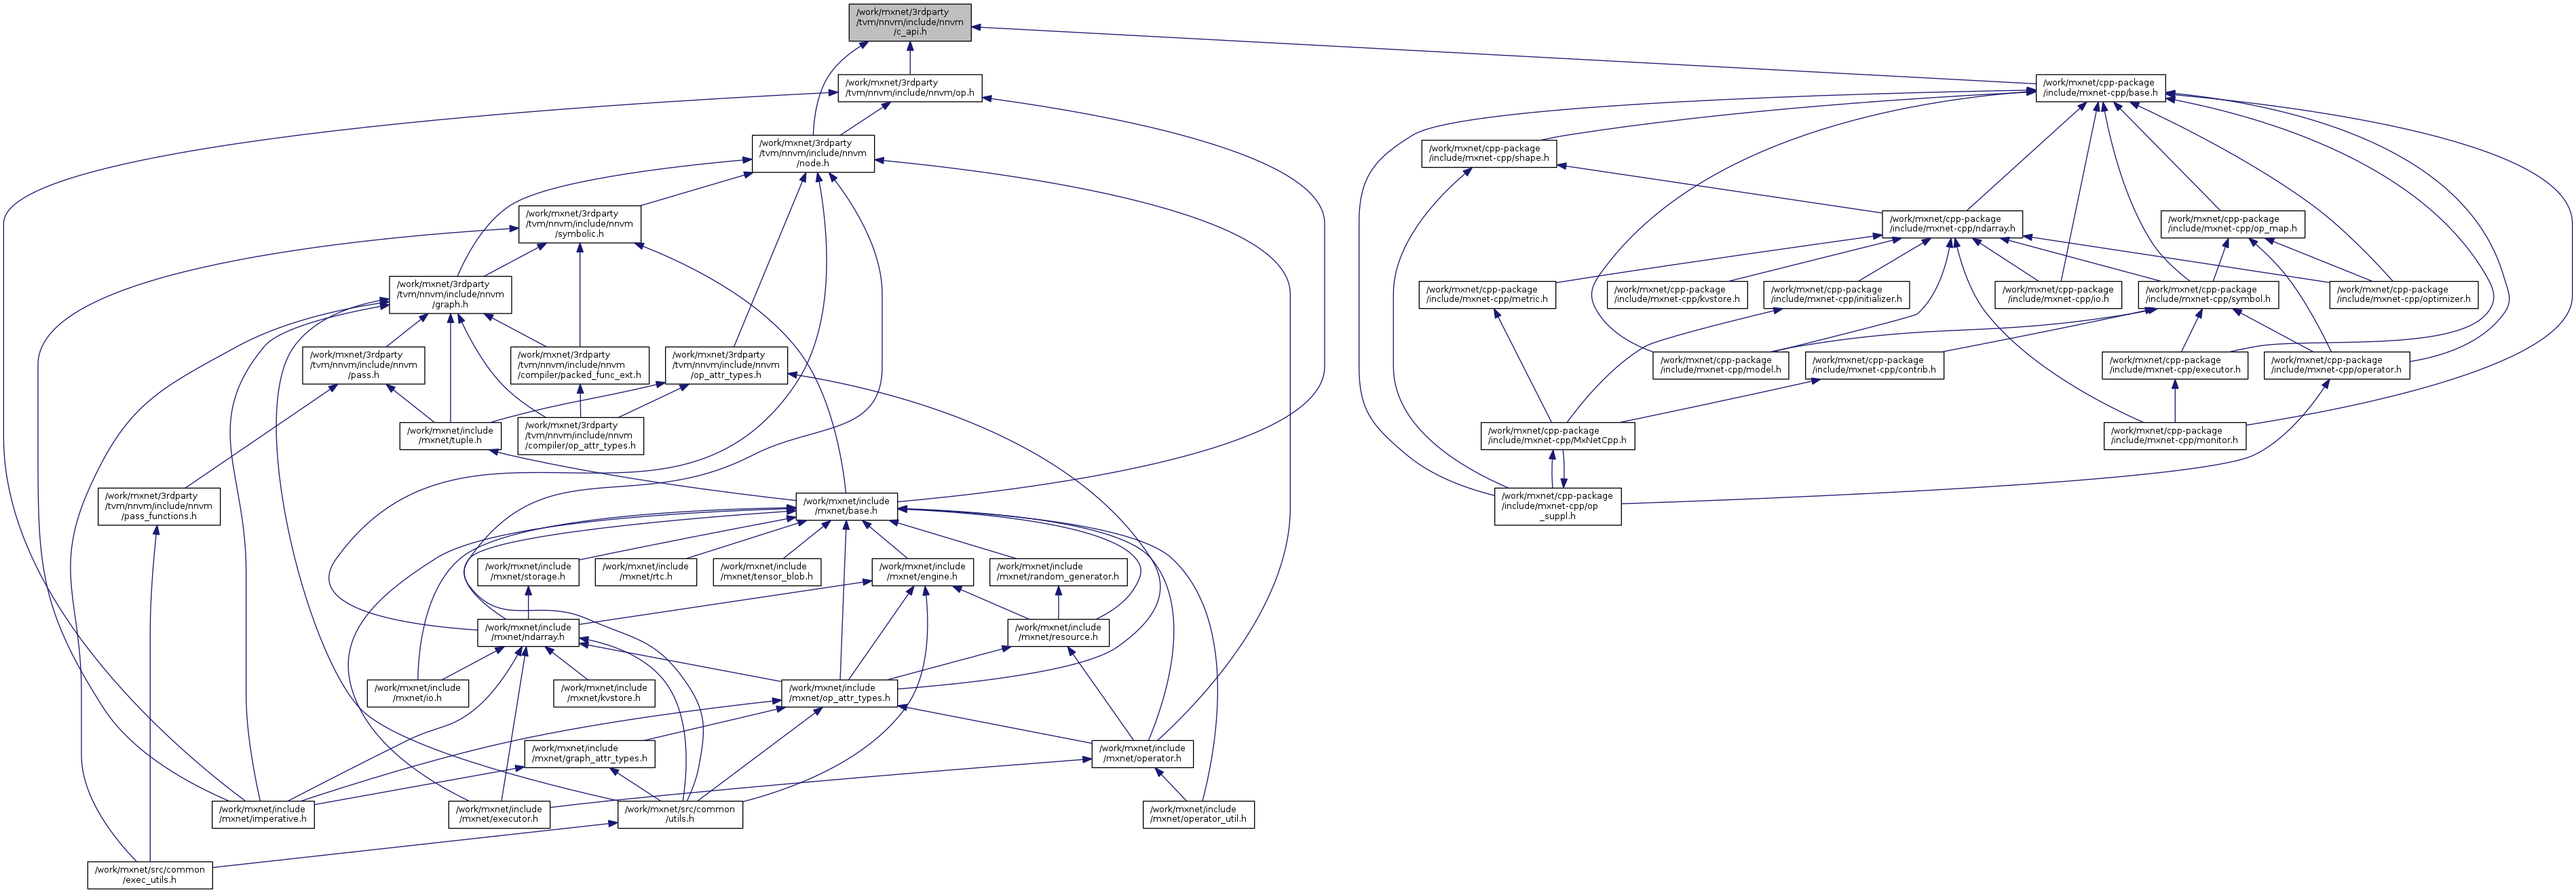 /work/mxnet/3rdparty
/tvm/nnvm/include/nnvm
/c_api.h
/work/mxnet/3rdparty
/tvm/nnvm/include/nnvm/op.h
/work/mxnet/cpp-package
/include/mxnet-cpp/base.h
/work/mxnet/3rdparty
/tvm/nnvm/include/nnvm
/node.h
/work/mxnet/cpp-package
/include/mxnet-cpp/shape.h
/work/mxnet/3rdparty
/tvm/nnvm/include/nnvm
/symbolic.h
/work/mxnet/cpp-package
/include/mxnet-cpp/ndarray.h
/work/mxnet/cpp-package
/include/mxnet-cpp/op_map.h
/work/mxnet/3rdparty
/tvm/nnvm/include/nnvm
/graph.h
/work/mxnet/cpp-package
/include/mxnet-cpp/metric.h
/work/mxnet/cpp-package
/include/mxnet-cpp/kvstore.h
/work/mxnet/cpp-package
/include/mxnet-cpp/initializer.h
/work/mxnet/cpp-package
/include/mxnet-cpp/io.h
/work/mxnet/cpp-package
/include/mxnet-cpp/symbol.h
/work/mxnet/cpp-package
/include/mxnet-cpp/optimizer.h
/work/mxnet/3rdparty
/tvm/nnvm/include/nnvm
/pass.h
/work/mxnet/3rdparty
/tvm/nnvm/include/nnvm
/compiler/packed_func_ext.h
/work/mxnet/3rdparty
/tvm/nnvm/include/nnvm
/op_attr_types.h
/work/mxnet/cpp-package
/include/mxnet-cpp/model.h
/work/mxnet/cpp-package
/include/mxnet-cpp/contrib.h
/work/mxnet/cpp-package
/include/mxnet-cpp/executor.h
/work/mxnet/cpp-package
/include/mxnet-cpp/operator.h
/work/mxnet/include
/mxnet/tuple.h
/work/mxnet/3rdparty
/tvm/nnvm/include/nnvm
/compiler/op_attr_types.h
/work/mxnet/cpp-package
/include/mxnet-cpp/MxNetCpp.h
/work/mxnet/cpp-package
/include/mxnet-cpp/monitor.h
/work/mxnet/3rdparty
/tvm/nnvm/include/nnvm
/pass_functions.h
/work/mxnet/include
/mxnet/base.h
/work/mxnet/cpp-package
/include/mxnet-cpp/op
_suppl.h
/work/mxnet/include
/mxnet/storage.h
/work/mxnet/include
/mxnet/rtc.h
/work/mxnet/include
/mxnet/tensor_blob.h
/work/mxnet/include
/mxnet/engine.h
/work/mxnet/include
/mxnet/random_generator.h
/work/mxnet/include
/mxnet/ndarray.h
/work/mxnet/include
/mxnet/resource.h
/work/mxnet/include
/mxnet/io.h
/work/mxnet/include
/mxnet/kvstore.h
/work/mxnet/include
/mxnet/op_attr_types.h
/work/mxnet/include
/mxnet/graph_attr_types.h
/work/mxnet/include
/mxnet/operator.h
/work/mxnet/include
/mxnet/imperative.h
/work/mxnet/include
/mxnet/executor.h
/work/mxnet/src/common
/utils.h
/work/mxnet/include
/mxnet/operator_util.h
/work/mxnet/src/common
/exec_utils.h